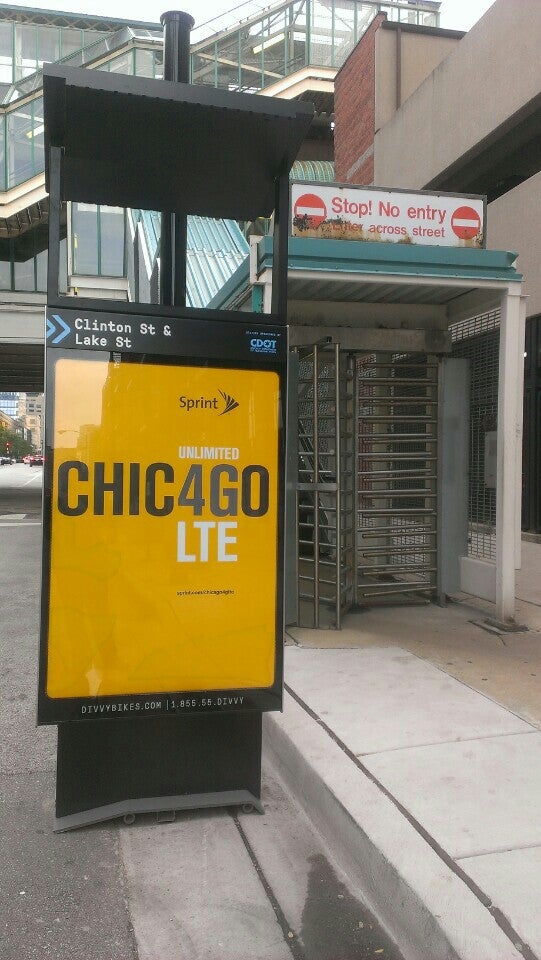 Stop! No entry
Enter across street
Clinton St &
Lake St
CDOT
Sprint
UNLIMITED
CHIC4GO
LTE
sprint.com/chicago4glte
DIVVYBIKES.COM | 1.855.55.DIVVY